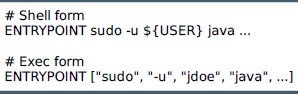 # Shell form
ENTRYPOINT sudo -u ${USER} java ...
# Exec form
ENTRYPOINT ["sudo", "-u", "jdoe", "java", ...]